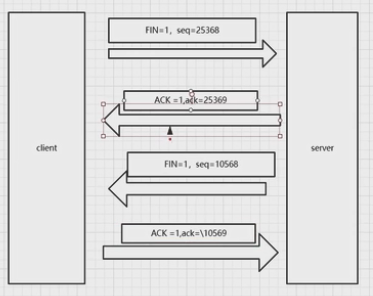 FIN=1, seq=25368
ACK =1,ack=25369
client
server
FIN=1, seq=10568
ACK =1,ack=\10569